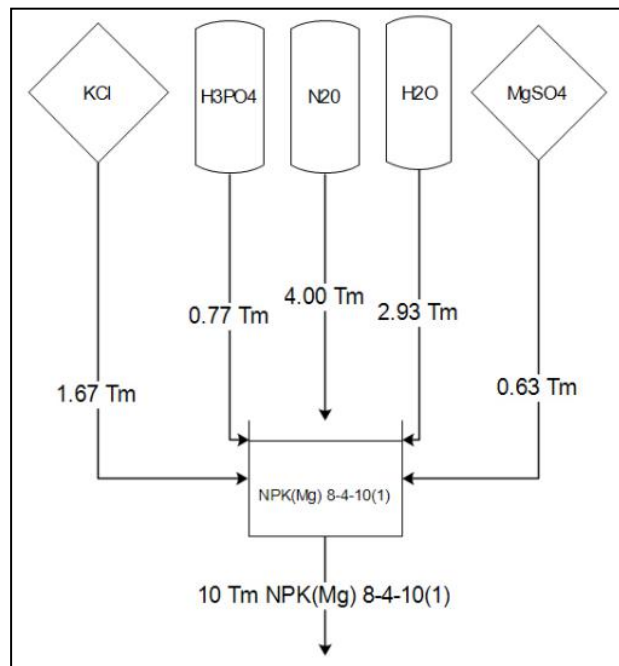 KCl
H3PO4
N20
H2O
MgSO4
4.00 Tm
0.77 Tm
2.93 Tm
1.67 Tm
0.63 Tm
NPK(Mg) 8-4-10(1)
10 Tm NPK(Mg) 8-4-10(1)